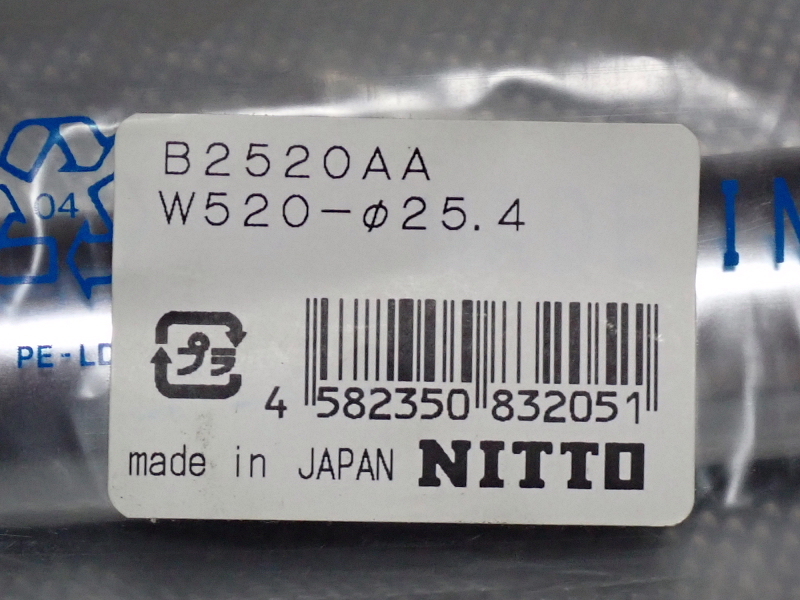 B2520AA
W520-φ25.4
04
PE-LD
プラ
4 582350 832051
made in JAPAN NITTO